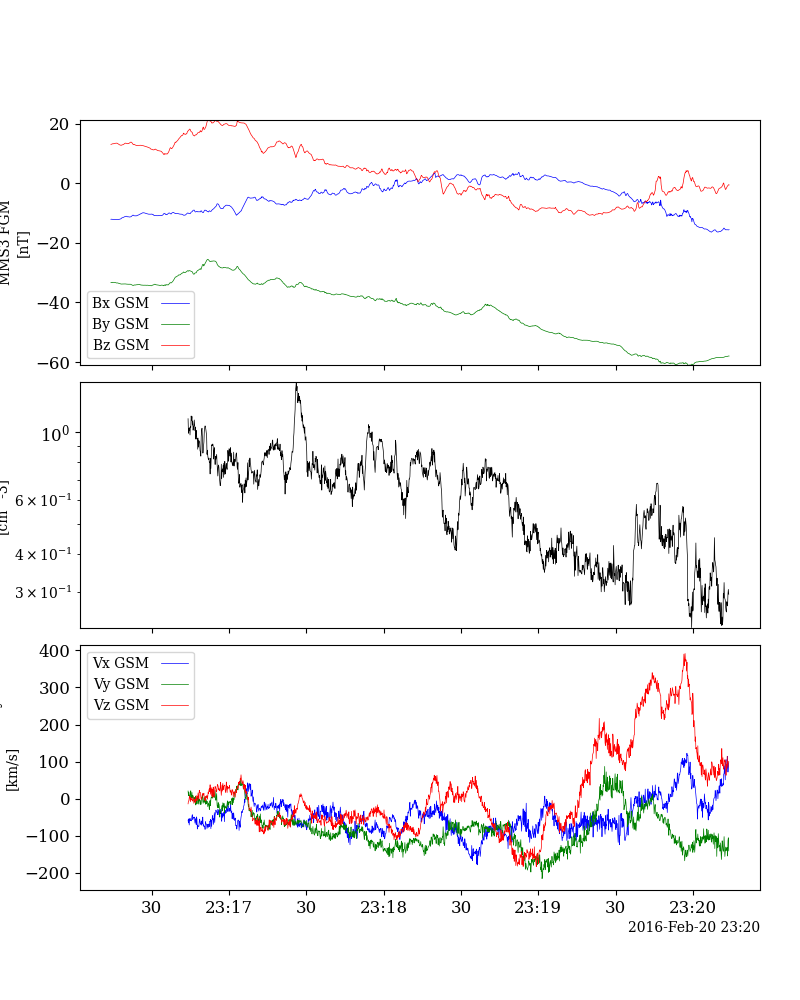 20
0
−20
−40
−60
MMS3 FGM
[nT]
Bx GSM
By GSM
Bz GSM
10⁰
6 × 10⁻¹
4 × 10⁻¹
3 × 10⁻¹
400
300
200
100
0
−100
−200
[km/s]
Vx GSM
Vy GSM
Vz GSM
30 23:17 30 23:18 30 23:19 30 23:20
2016-Feb-20 23:20